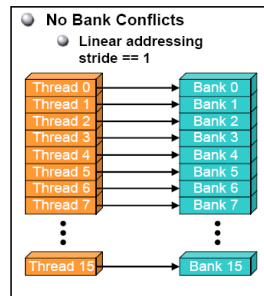 No Bank Conflicts
Linear addressing
stride == 1
Thread 0 Bank 0
Thread 1 Bank 1
Thread 2 Bank 2
Thread 3 Bank 3
Thread 4 Bank 4
Thread 5 Bank 5
Thread 6 Bank 6
Thread 7 Bank 7
Thread 15 Bank 15